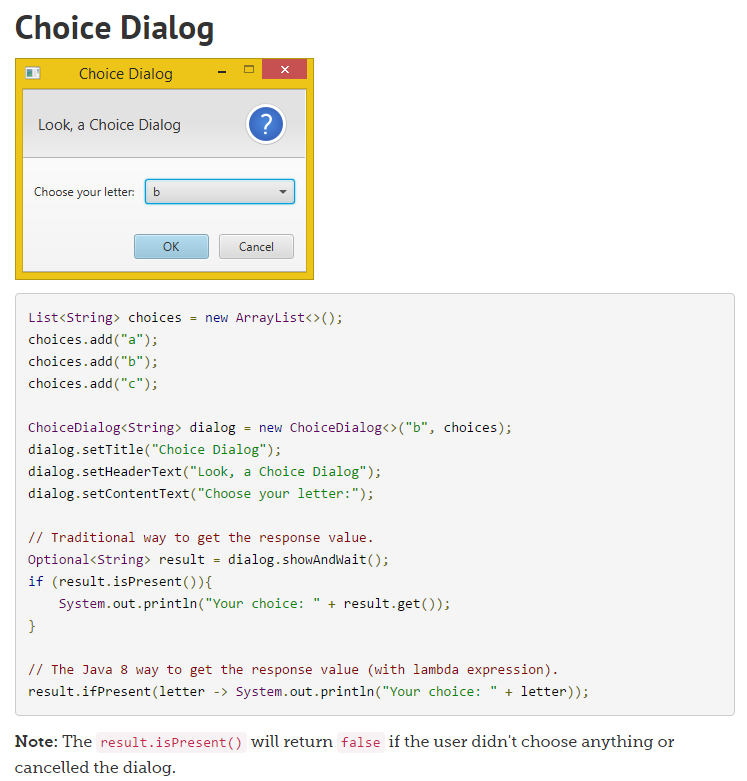 Choice Dialog
Choice Dialog
Look, a Choice Dialog
?
Choose your letter: b
OK Cancel
List<String> choices = new ArrayList<>();
choices.add("a");
choices.add("b");
choices.add("c");
ChoiceDialog<String> dialog = new ChoiceDialog<>("b", choices);
dialog.setTitle("Choice Dialog");
dialog.setHeaderText("Look, a Choice Dialog");
dialog.setContentText("Choose your letter:");
// Traditional way to get the response value.
Optional<String> result = dialog.showAndWait();
if (result.isPresent()){
    System.out.println("Your choice: " + result.get());
}
// The Java 8 way to get the response value (with lambda expression).
result.ifPresent(letter -> System.out.println("Your choice: " + letter));
Note: The result.isPresent() will return false if the user didn't choose anything or
cancelled the dialog.